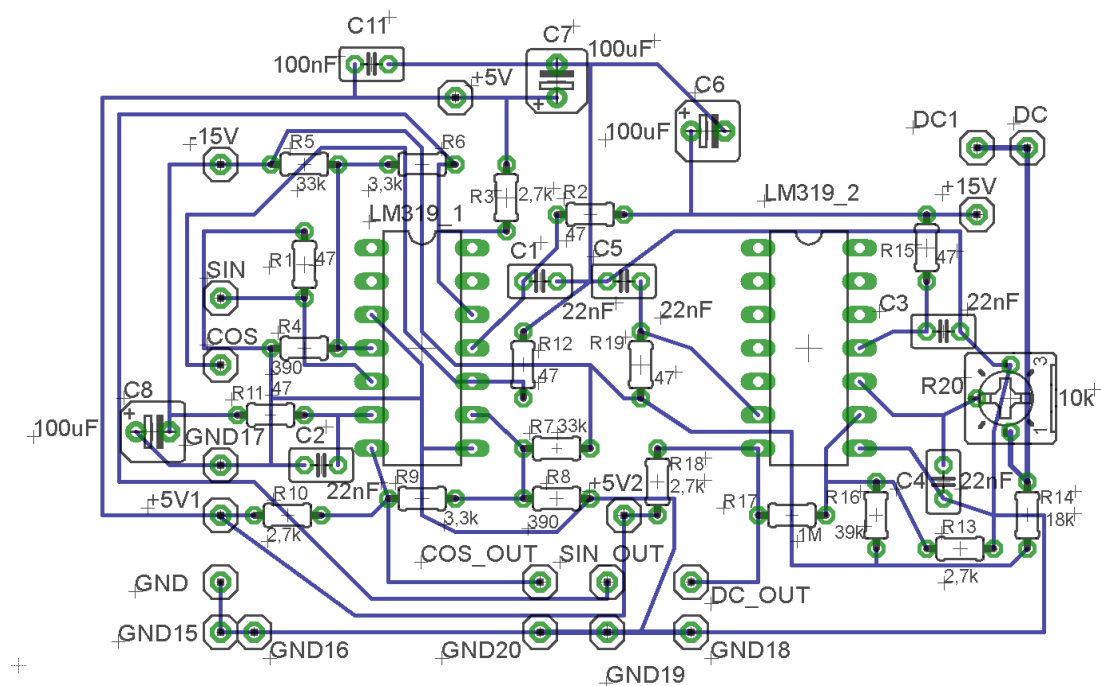 C11
100nF
C7
100uF
+5V
C6
100uF
DC1
DC
-15V
R5
33k
R6
3,3k
R3
2,7k
R2
47
LM319_1
LM319_2
+15V
R15
47
C1
22nF
C5
22nF
SIN
R1
47
C3
22nF
COS
R4
390
R12
47
R19
47
R20
3
1
10k
C8
100uF
R11
47
GND17
C2
22nF
R7
33k
R18
2,7k
+5V1
R10
2,7k
R9
3,3k
R8
390
+5V2
R17
1M
R16
39k
C4
22nF
R13
2,7k
R14
18k
COS_OUT
SIN_OUT
DC_OUT
GND
GND15
GND16
GND20
GND19
GND18